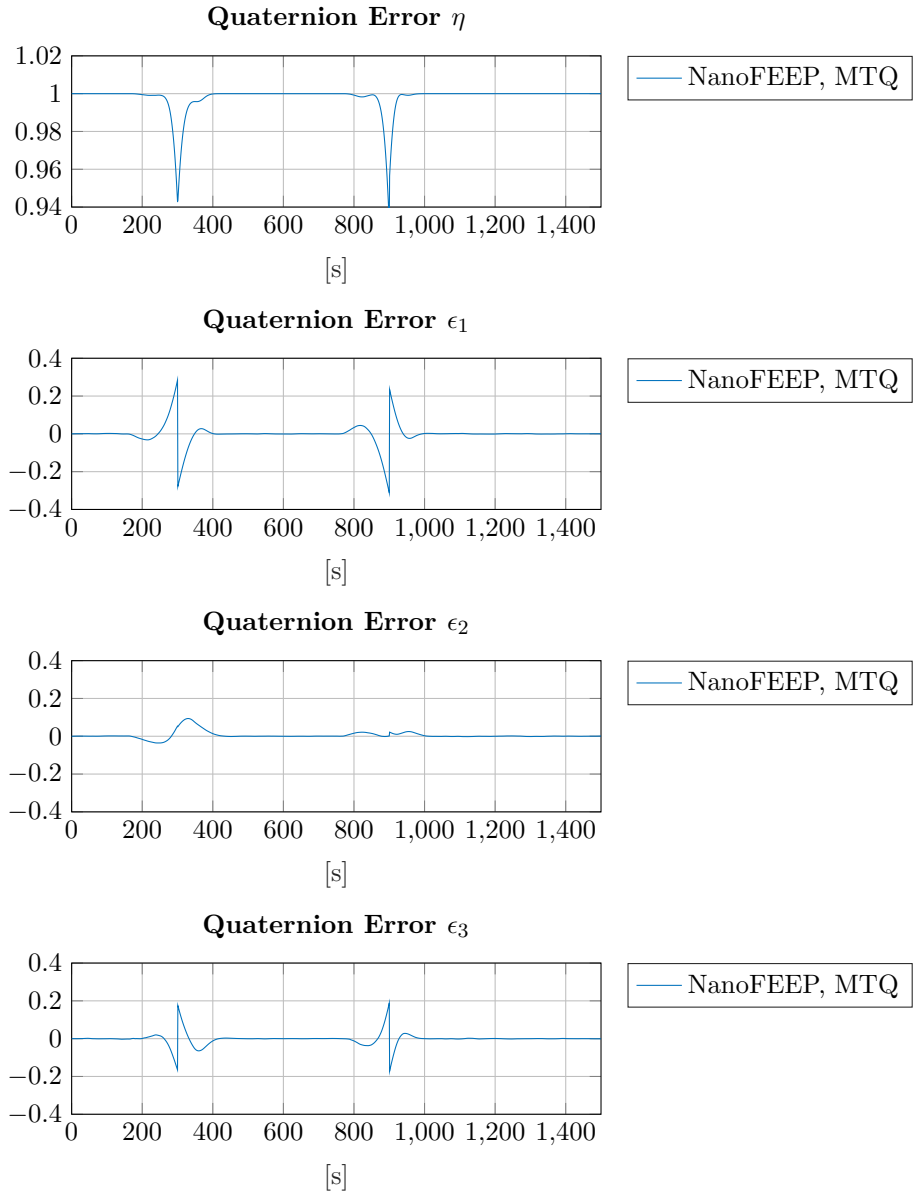 Quaternion Error η
1.02
1
0.98
0.96
0.94
0 200 400 600 800 1,000 1,200 1,400
[s]
NanoFEEP, MTQ
Quaternion Error ϵ1
0.4
0.2
0
−0.2
−0.4
0 200 400 600 800 1,000 1,200 1,400
[s]
NanoFEEP, MTQ
Quaternion Error ϵ2
0.4
0.2
0
−0.2
−0.4
0 200 400 600 800 1,000 1,200 1,400
[s]
NanoFEEP, MTQ
Quaternion Error ϵ3
0.4
0.2
0
−0.2
−0.4
0 200 400 600 800 1,000 1,200 1,400
[s]
NanoFEEP, MTQ